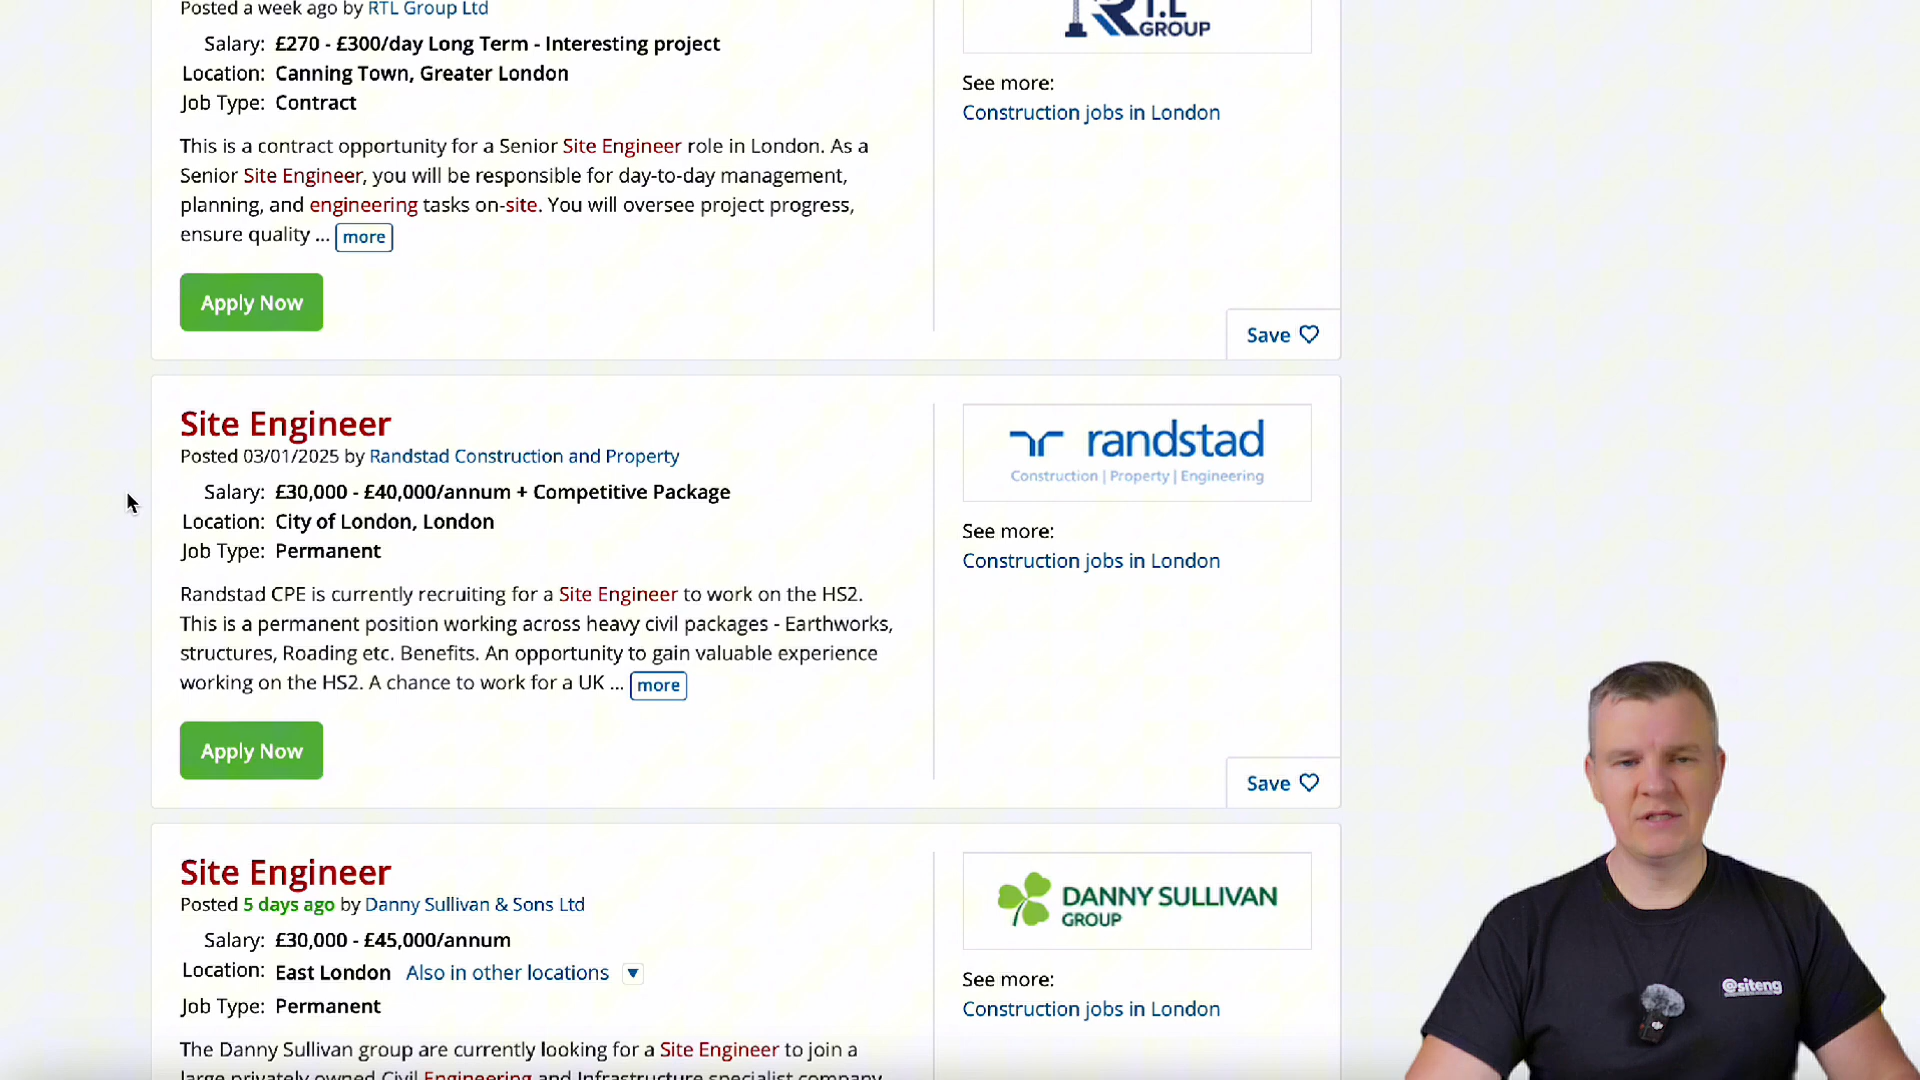 Posted a week ago by RTL Group Ltd
Salary: £270 - £300/day Long Term - Interesting project
Location: Canning Town, Greater London
Job Type: Contract
This is a contract opportunity for a Senior Site Engineer role in London. As a
Senior Site Engineer, you will be responsible for day-to-day management,
planning, and engineering tasks on-site. You will oversee project progress,
ensure quality ... more
Apply Now
GROUP
See more:
Construction jobs in London
Save
Site Engineer
Posted 03/01/2025 by Randstad Construction and Property
Salary: £30,000 - £40,000/annum + Competitive Package
Location: City of London, London
Job Type: Permanent
Randstad CPE is currently recruiting for a Site Engineer to work on the HS2.
This is a permanent position working across heavy civil packages - Earthworks,
structures, Roading etc. Benefits. An opportunity to gain valuable experience
working on the HS2. A chance to work for a UK ... more
Apply Now
randstad
Construction | Property | Engineering
See more:
Construction jobs in London
Save
Site Engineer
Posted 5 days ago by Danny Sullivan & Sons Ltd
Salary: £30,000 - £45,000/annum
Location: East London Also in other locations
Job Type: Permanent
The Danny Sullivan group are currently looking for a Site Engineer to join a
large privately owned Civil Engineering and Infrastructure specialist company
DANNY SULLIVAN
GROUP
See more:
Construction jobs in London
@siteng